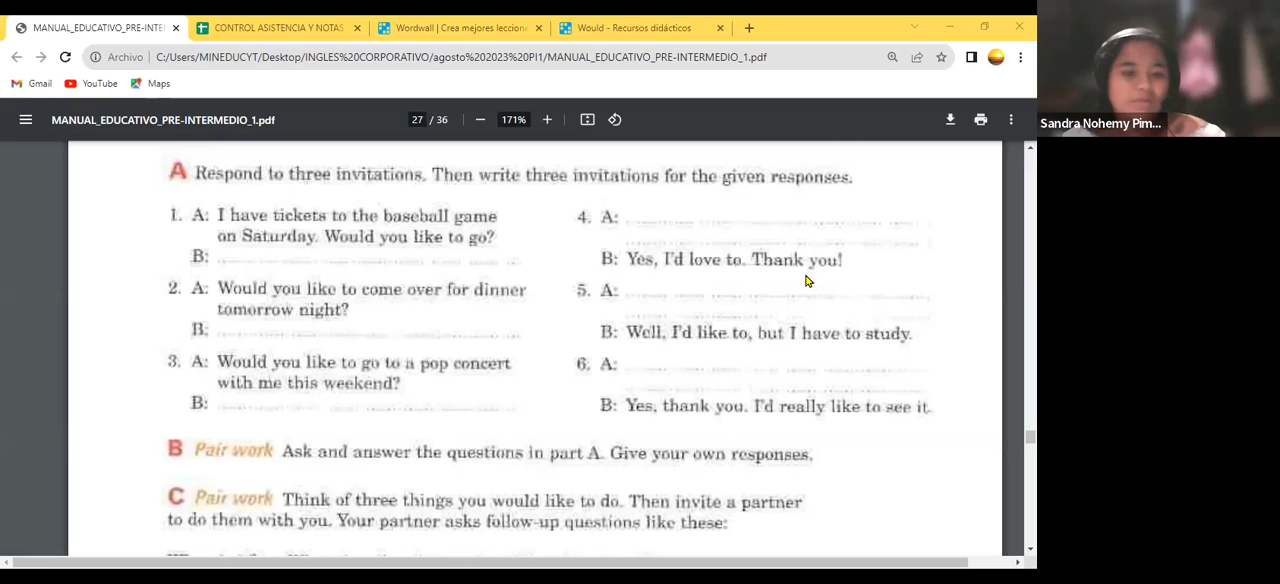 MANUAL_EDUCATIVO_PRE-INTER
CONTROL ASISTENCIA Y NOTAS
Wordwall | Crea mejores leccione
Would - Recursos didácticos
Archivo
C:/Users/MINEDUCYT/Desktop/INGLES%20CORPORATIVO/agosto%202023%20PI1/MANUAL_EDUCATIVO_PRE-INTERMEDIO_1.pdf
Gmail
YouTube
Maps
MANUAL_EDUCATIVO_PRE-INTERMEDIO_1.pdf
27 / 36
171%
Sandra Nohemy Pim...
A Respond to three invitations. Then write three invitations for the given responses.
1. A: I have tickets to the baseball game
on Saturday. Would you like to go?
B:
2. A: Would you like to come over for dinner
tomorrow night?
B:
3. A: Would you like to go to a pop concert
with me this weekend?
B:
4. A:
B: Yes, I'd love to. Thank you!
5. A:
B: Well, I'd like to, but I have to study.
6. A:
B: Yes, thank you. I'd really like to see it.
B Pair work Ask and answer the questions in part A. Give your own responses.
C Pair work Think of three things you would like to do. Then invite a partner
to do them with you. Your partner asks follow-up questions like these: